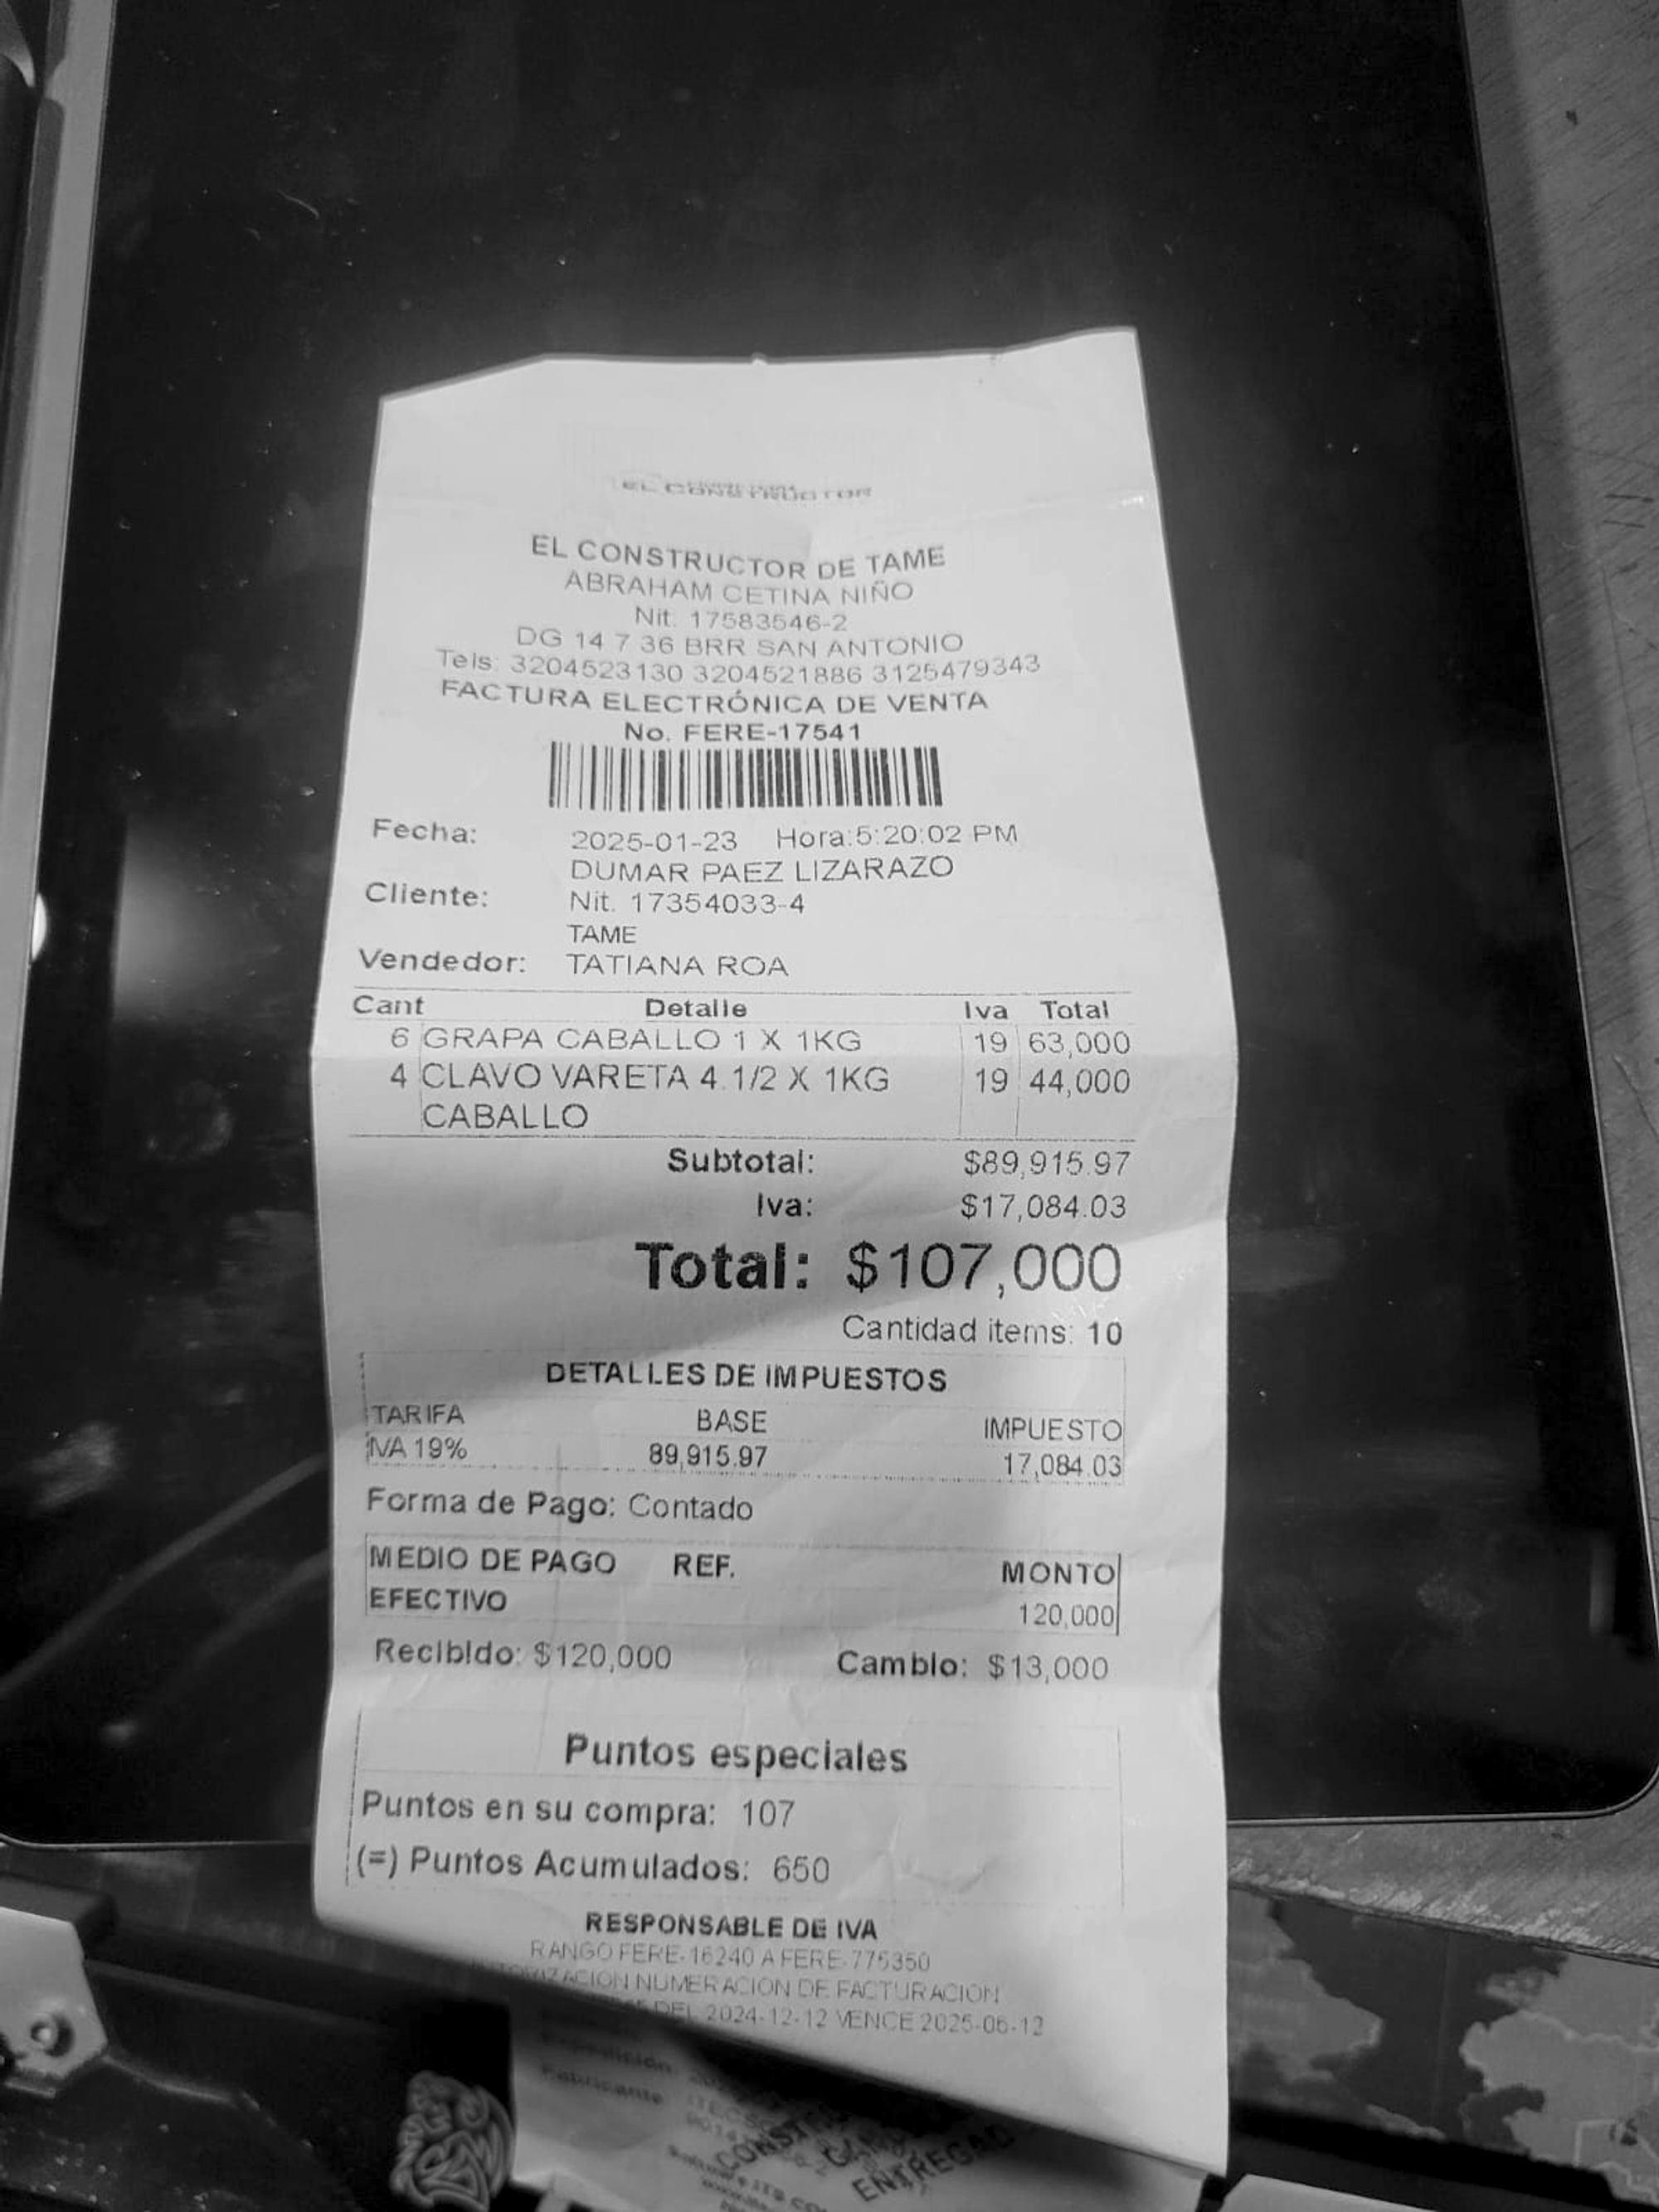 EL CONSTRUCTOR
EL CONSTRUCTOR DE TAME
ABRAHAM CETINA NIÑO
Nit: 17583546-2
DG 14 7 36 BRR SAN ANTONIO
Tels: 3204523130 3204521886 3125479343
FACTURA ELECTRÓNICA DE VENTA
No. FERE-17541
Fecha: 2025-01-23 Hora:5:20:02 PM
DUMAR PAEZ LIZARAZO
Cliente: Nit. 17354033-4
TAME
Vendedor: TATIANA ROA
Cant Detalle Iva Total
6 GRAPA CABALLO 1 X 1KG 19 63,000
4 CLAVO VARETA 4.1/2 X 1KG 19 44,000
CABALLO
Subtotal: $89,915.97
Iva: $17,084.03
Total: $107,000
Cantidad items: 10
DETALLES DE IMPUESTOS
TARIFA BASE IMPUESTO
IVA 19% 89,915.97 17,084.03
Forma de Pago: Contado
MEDIO DE PAGO REF. MONTO
EFECTIVO 120,000
Recibido: $120,000 Cambio: $13,000
Puntos especiales
Puntos en su compra: 107
(=) Puntos Acumulados: 650
RESPONSABLE DE IVA
RANGO FERE-16240 A FERE-775350
NUMERACION DE FACTURACION
DEL 2024-12-12 VENCE 2025-06-12
Fabricante
ENTREGAD